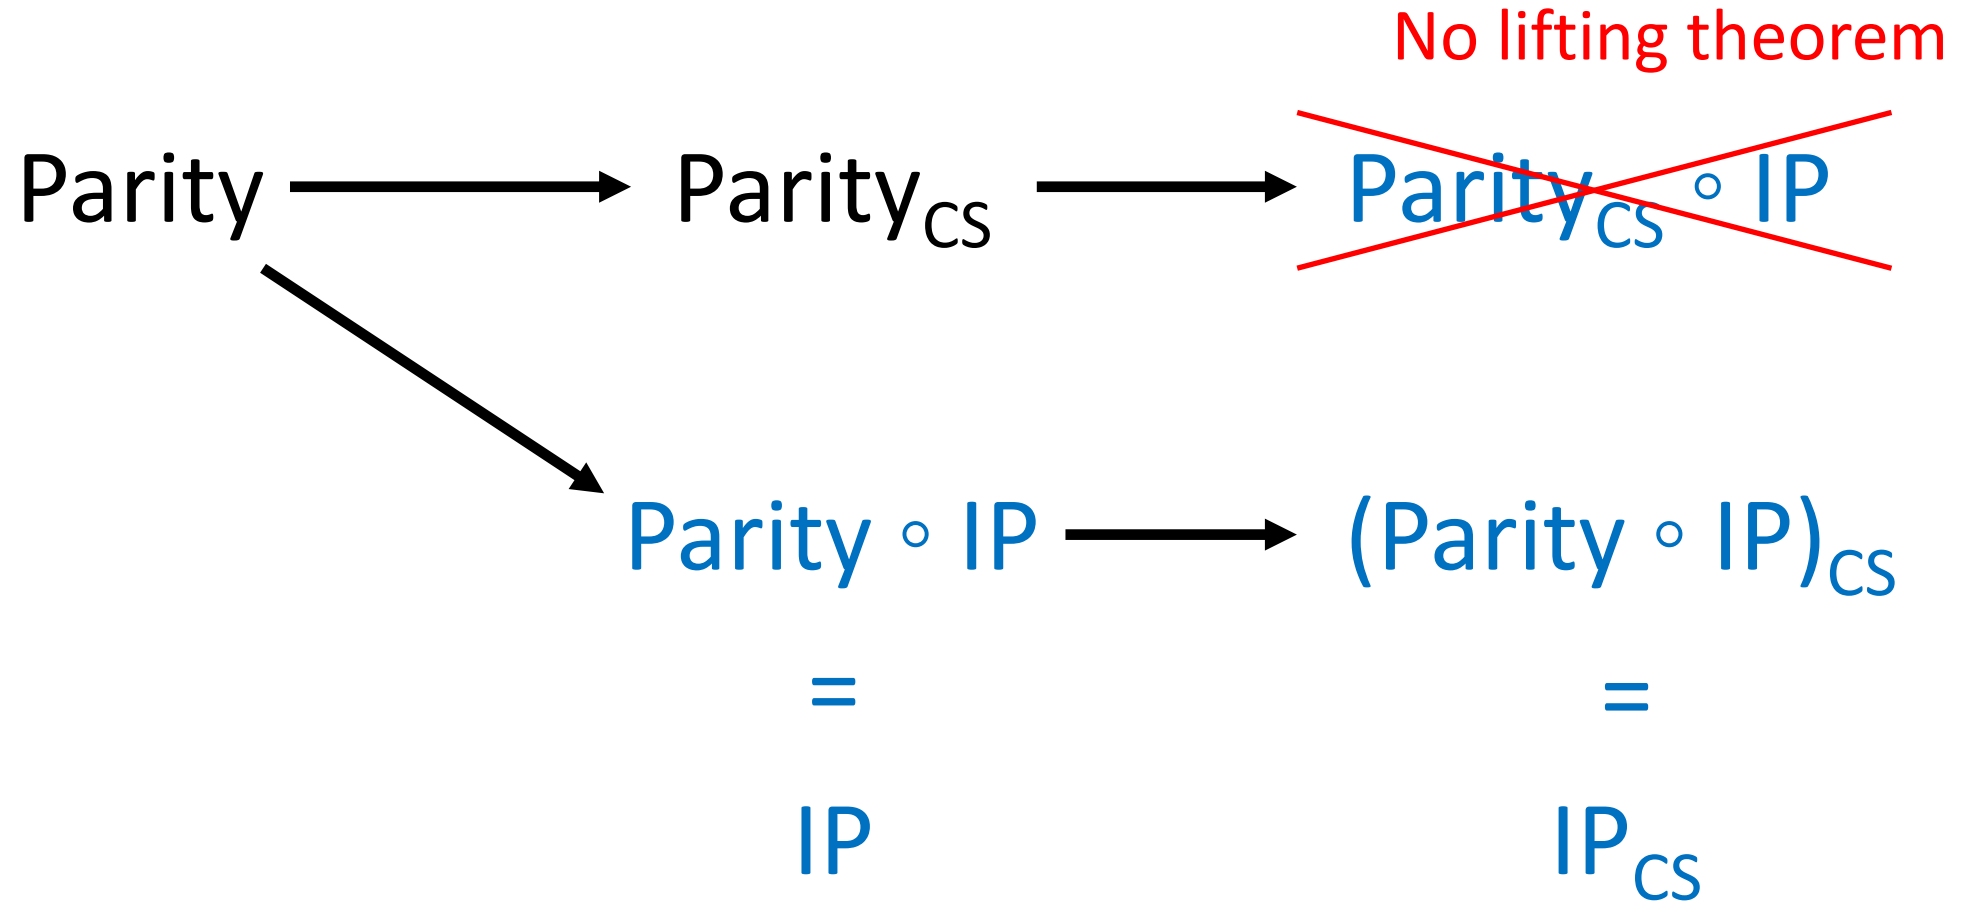 No lifting theorem
Parity Parity_CS Parity_CS ∘ IP
Parity ∘ IP (Parity ∘ IP)_CS
= =
IP IP_CS